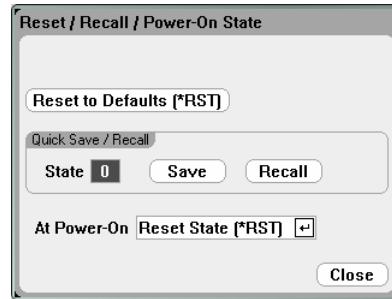 Reset / Recall / Power-On State
Reset to Defaults (*RST)
Quick Save / Recall
State 0 Save Recall
At Power-On Reset State (*RST)
Close